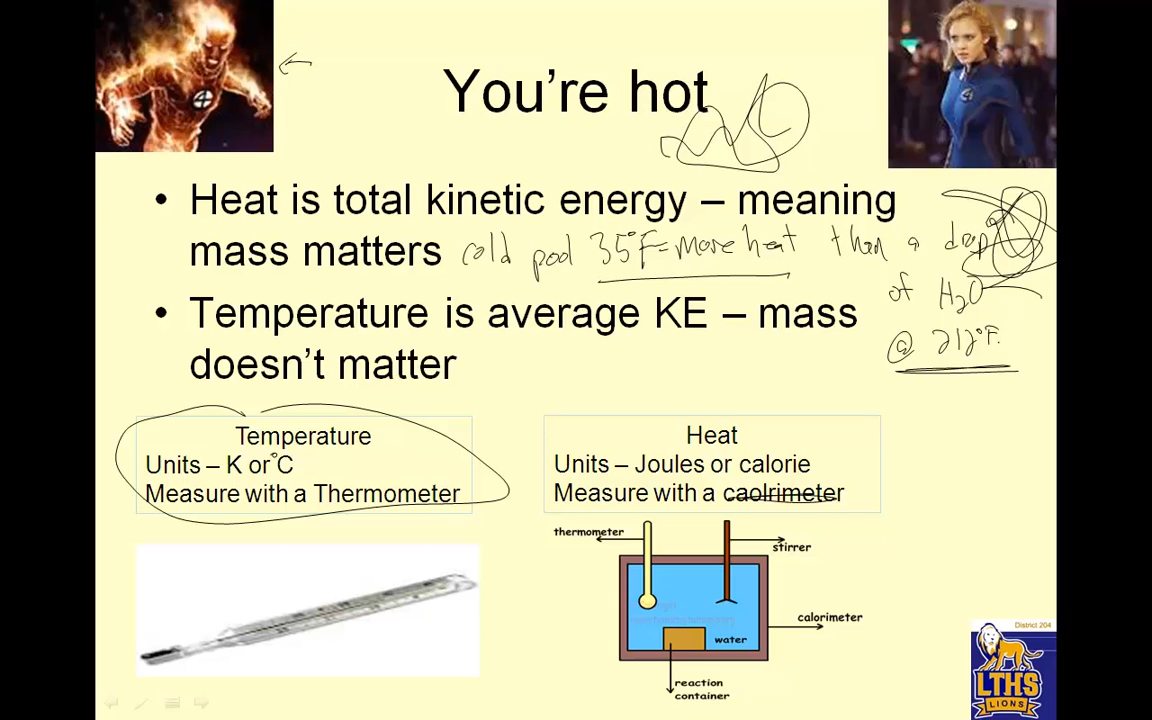 You're hot
• Heat is total kinetic energy – meaning
mass matters cold pool 35°F = more heat than a drop
of H2O
• Temperature is average KE – mass
@ 212°F.
doesn't matter
Temperature
Units – K or °C
Measure with a Thermometer
Heat
Units – Joules or calorie
Measure with a caolrimeter
thermometer
stirrer
calorimeter
water
reaction
container
District 204
LTHS
LIONS